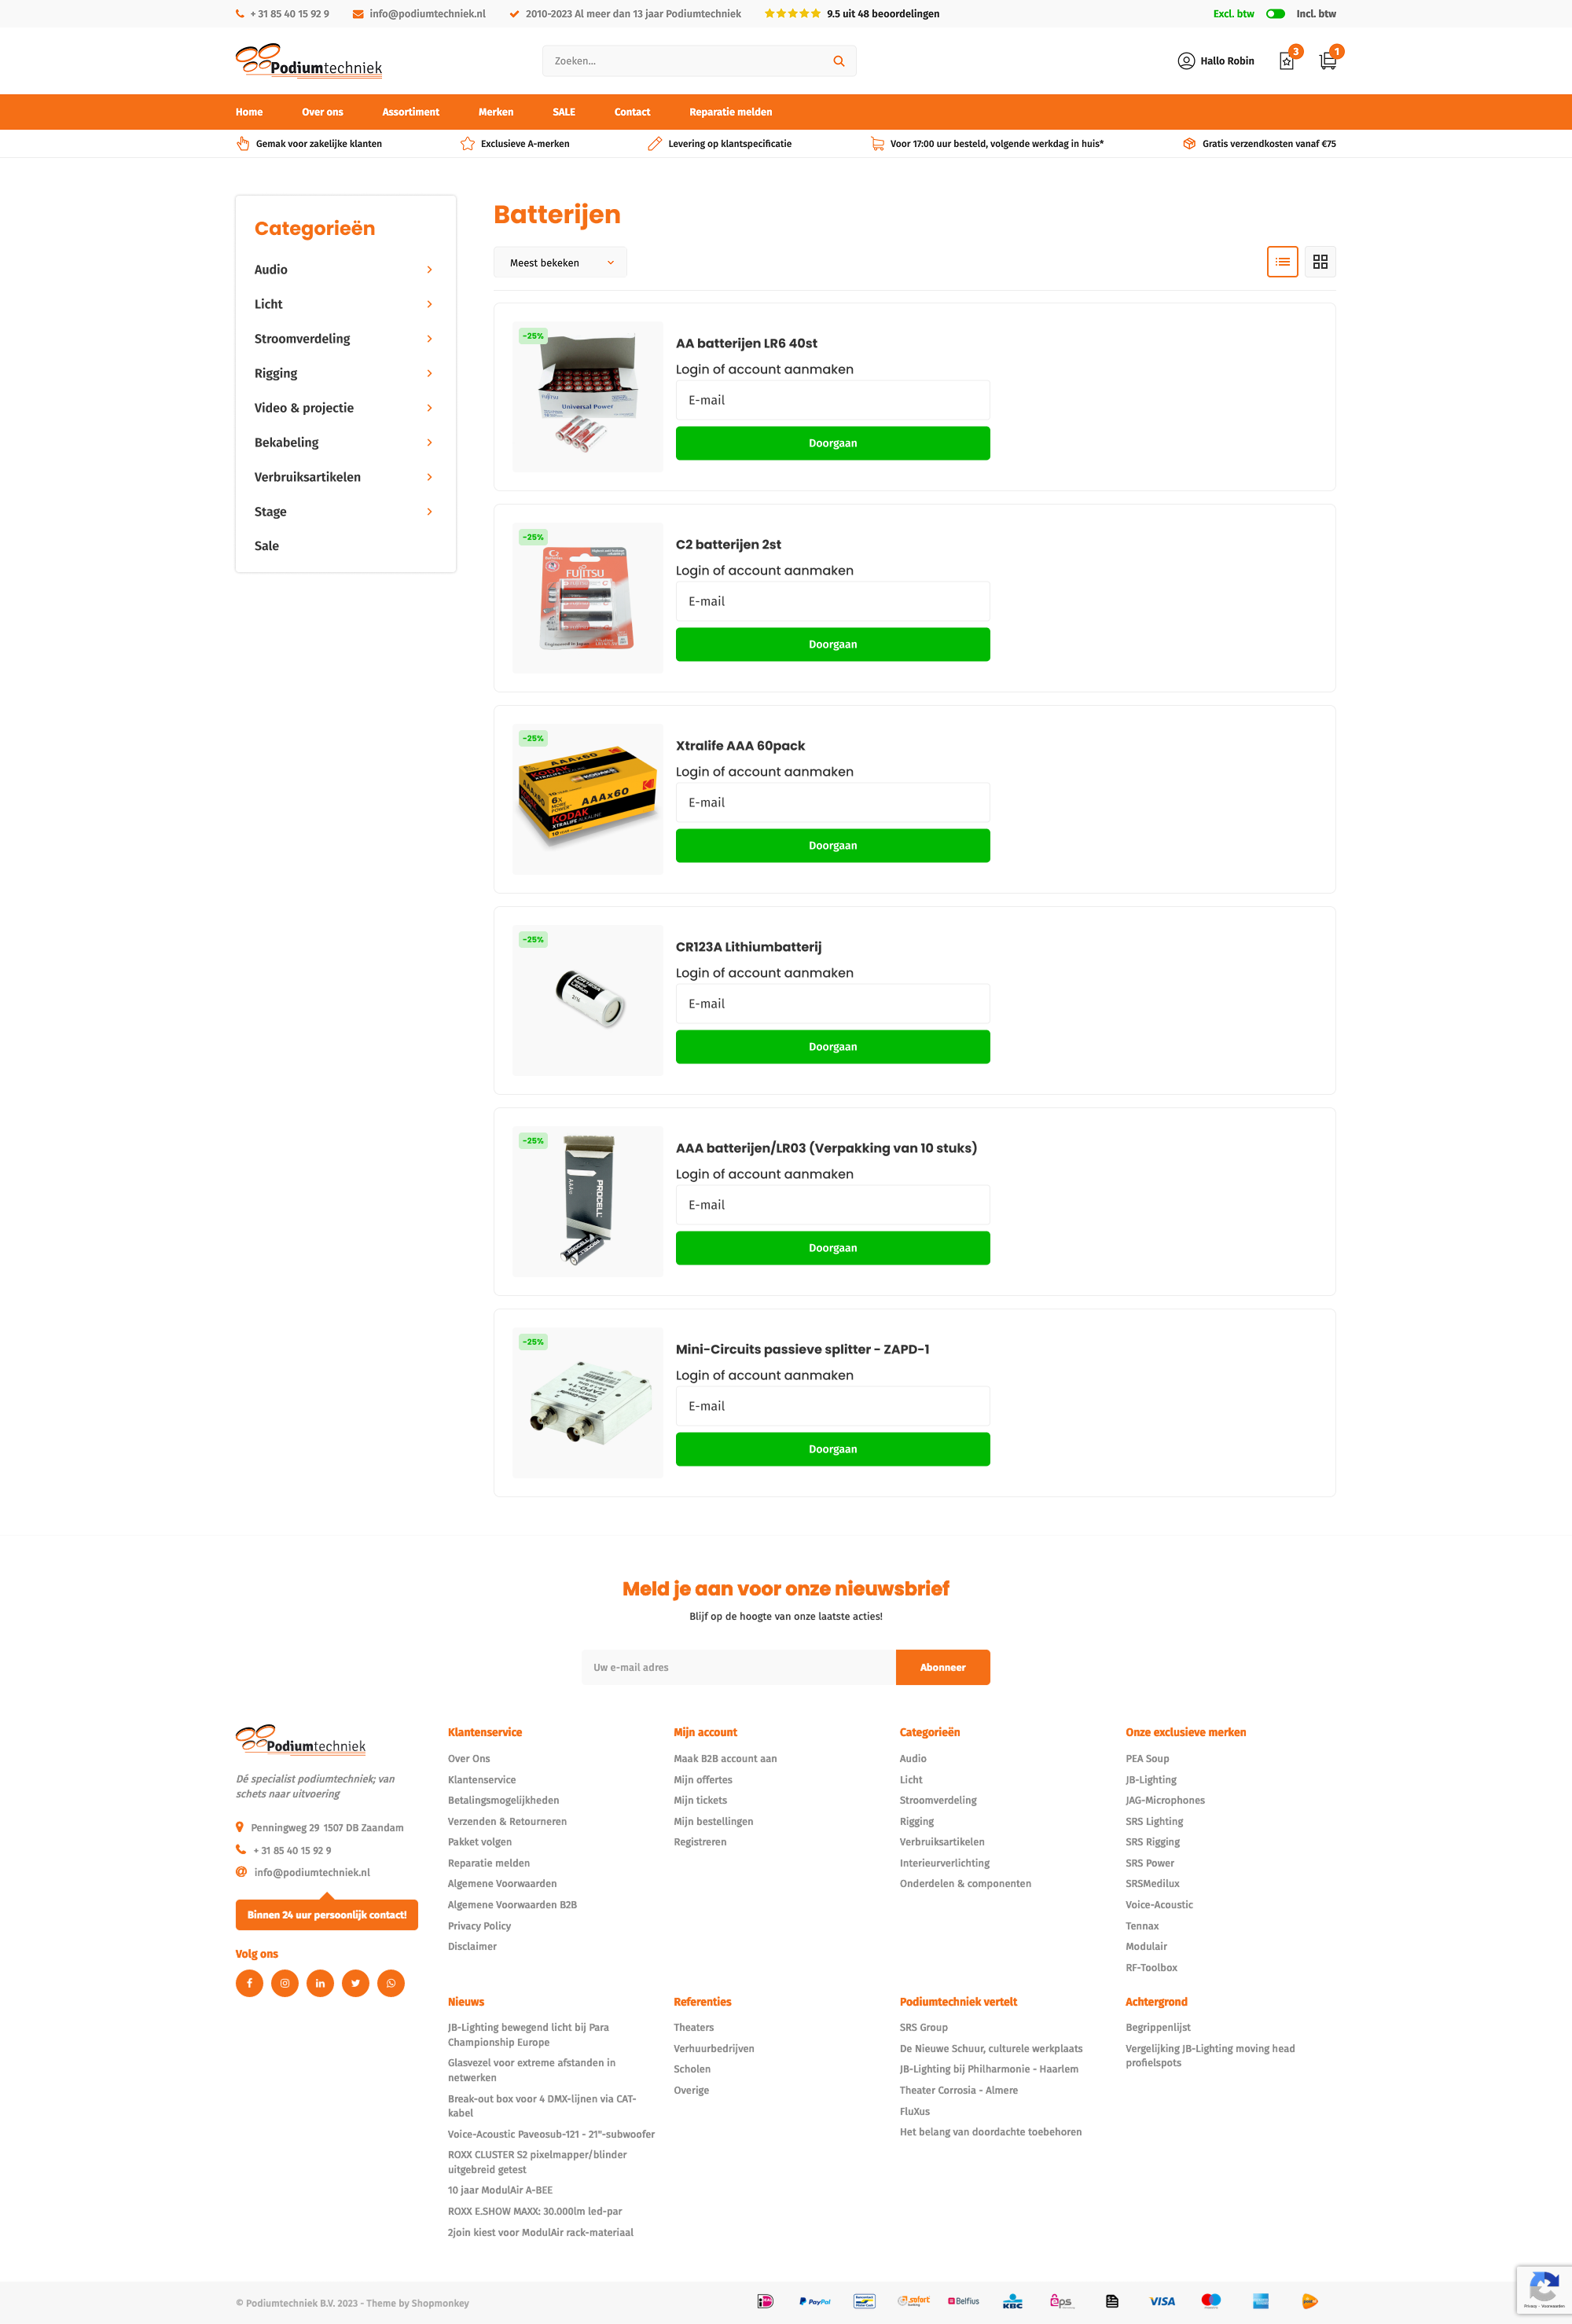 + 31 85 40 15 92 9
info@podiumtechniek.nl
2010-2023 Al meer dan 13 jaar Podiumtechniek
9.5 uit 48 beoordelingen
Excl. btw
Incl. btw
Podiumtechniek
Zoeken...
Hallo Robin
3
1
Home
Over ons
Assortiment
Merken
SALE
Contact
Reparatie melden
Gemak voor zakelijke klanten
Exclusieve A-merken
Levering op klantspecificatie
Voor 17:00 uur besteld, volgende werkdag in huis*
Gratis verzendkosten vanaf €75
Categorieën
Audio
Licht
Stroomverdeling
Rigging
Video & projectie
Bekabeling
Verbruiksartikelen
Stage
Sale
Batterijen
Meest bekeken
-25%
FUJITSU
Universal Power
AA batterijen LR6 40st
Login of account aanmaken
E-mail
Doorgaan
-25%
FUJITSU
C2 batterijen 2st
Login of account aanmaken
E-mail
Doorgaan
-25%
AAAx60
KODAK
XTRALIFE ALKALINE
AAAx60
KODAK
XTRALIFE ALKALINE
Xtralife AAA 60pack
Login of account aanmaken
E-mail
Doorgaan
-25%
CR123A Lithiumbatterij
Login of account aanmaken
E-mail
Doorgaan
-25%
PROCELL
AAA batterijen/LR03 (Verpakking van 10 stuks)
Login of account aanmaken
E-mail
Doorgaan
-25%
Mini-Circuits passieve splitter - ZAPD-1
Login of account aanmaken
E-mail
Doorgaan
Meld je aan voor onze nieuwsbrief
Blijf op de hoogte van onze laatste acties!
Uw e-mail adres
Abonneer
Podiumtechniek
Dé specialist podiumtechniek; van
schets naar uitvoering
Penningweg 29 1507 DB Zaandam
+ 31 85 40 15 92 9
info@podiumtechniek.nl
Binnen 24 uur persoonlijk contact!
Volg ons
Klantenservice
Over Ons
Klantenservice
Betalingsmogelijkheden
Verzenden & Retourneren
Pakket volgen
Reparatie melden
Algemene Voorwaarden
Algemene Voorwaarden B2B
Privacy Policy
Disclaimer
Mijn account
Maak B2B account aan
Mijn offertes
Mijn tickets
Mijn bestellingen
Registreren
Categorieën
Audio
Licht
Stroomverdeling
Rigging
Verbruiksartikelen
Interieurverlichting
Onderdelen & componenten
Onze exclusieve merken
PEA Soup
JB-Lighting
JAG-Microphones
SRS Lighting
SRS Rigging
SRS Power
SRSMedilux
Voice-Acoustic
Tennax
Modulair
RF-Toolbox
Nieuws
JB-Lighting bewegend licht bij Para
Championship Europe
Glasvezel voor extreme afstanden in
netwerken
Break-out box voor 4 DMX-lijnen via CAT-
kabel
Voice-Acoustic Paveosub-121 - 21"-subwoofer
ROXX CLUSTER S2 pixelmapper/blinder
uitgebreid getest
10 jaar ModulAir A-BEE
ROXX E.SHOW MAXX: 30.000lm led-par
2join kiest voor ModulAir rack-materiaal
Referenties
Theaters
Verhuurbedrijven
Scholen
Overige
Podiumtechniek vertelt
SRS Group
De Nieuwe Schuur, culturele werkplaats
JB-Lighting bij Philharmonie - Haarlem
Theater Corrosia - Almere
FluXus
Het belang van doordachte toebehoren
Achtergrond
Begrippenlijst
Vergelijking JB-Lighting moving head
profielspots
© Podiumtechniek B.V. 2023 - Theme by Shopmonkey
PayPal
sofort
Belfius
KBC
eps
VISA
Privacy - Voorwaarden